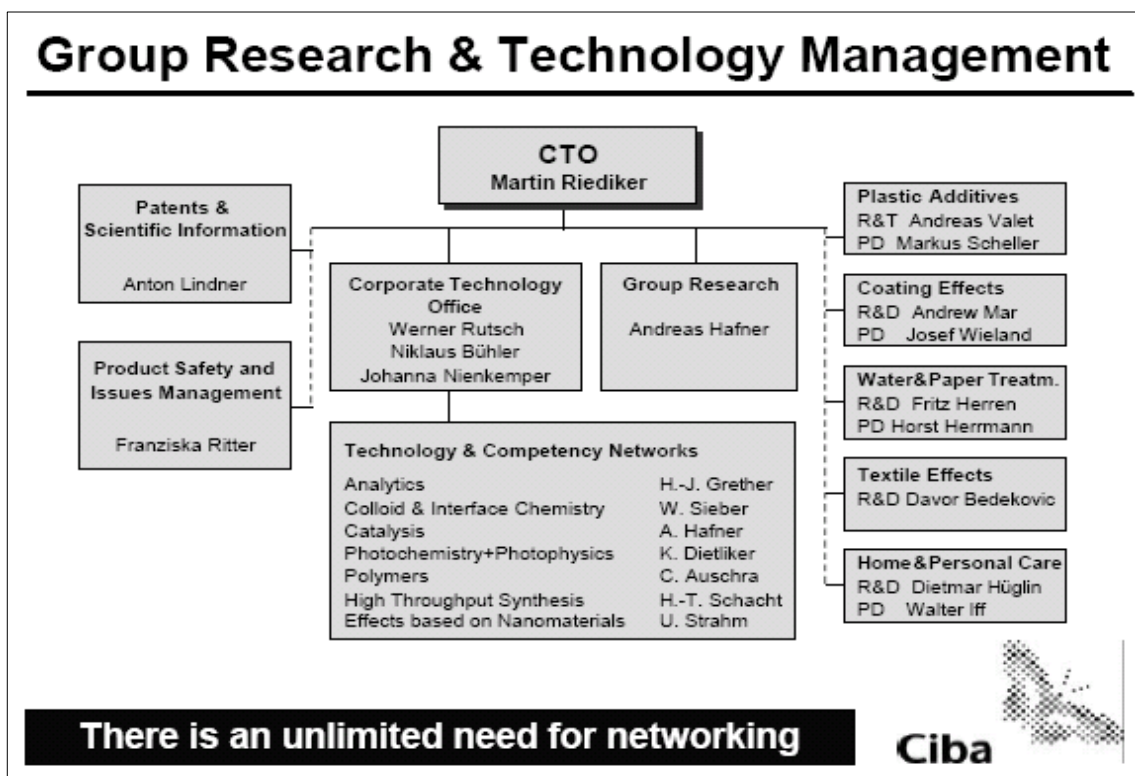 Group Research & Technology Management
CTO
Martin Riediker
Patents &
Scientific Information
Anton Lindner
Product Safety and
Issues Management
Franziska Ritter
Corporate Technology
Office
Werner Rutsch
Niklaus Bühler
Johanna Nienkemper
Group Research
Andreas Hafner
Technology & Competency Networks
Analytics H.-J. Grether
Colloid & Interface Chemistry W. Sieber
Catalysis A. Hafner
Photochemistry+Photophysics K. Dietliker
Polymers C. Auschra
High Throughput Synthesis H.-T. Schacht
Effects based on Nanomaterials U. Strahm
Plastic Additives
R&T Andreas Valet
PD Markus Scheller
Coating Effects
R&D Andrew Mar
PD Josef Wieland
Water&Paper Treatm.
R&D Fritz Herren
PD Horst Herrmann
Textile Effects
R&D Davor Bedekovic
Home&Personal Care
R&D Dietmar Hüglin
PD Walter Iff
There is an unlimited need for networking
Ciba